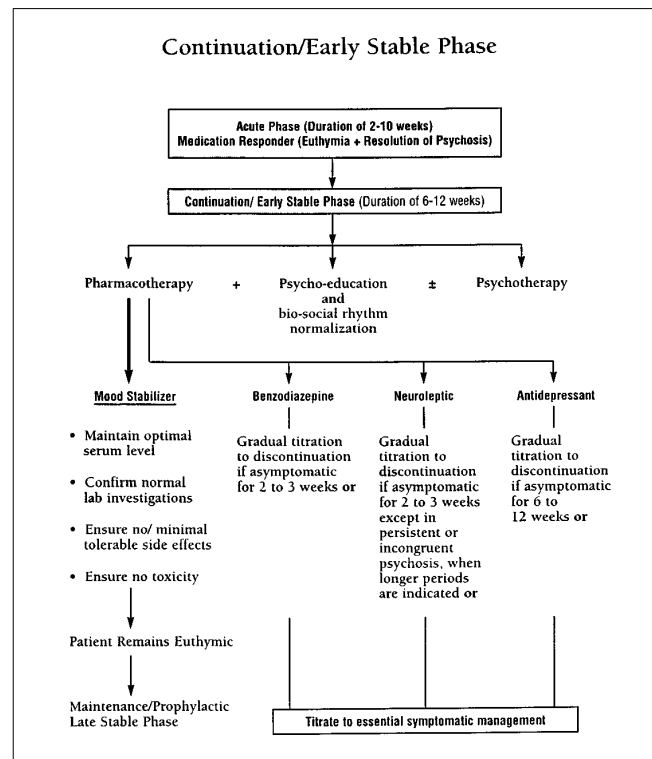 Continuation/Early Stable Phase
Acute Phase (Duration of 2-10 weeks)
Medication Responder (Euthymia + Resolution of Psychosis)
Continuation/ Early Stable Phase (Duration of 6-12 weeks)
Pharmacotherapy + Psycho-education ± Psychotherapy
and
bio-social rhythm
normalization
Mood Stabilizer
• Maintain optimal
serum level
• Confirm normal
lab investigations
• Ensure no/ minimal
tolerable side effects
• Ensure no toxicity
Patient Remains Euthymic
Maintenance/Prophylactic
Late Stable Phase
Benzodiazepine
Gradual titration
to discontinuation
if asymptomatic
for 2 to 3 weeks or
Neuroleptic
Gradual
titration to
discontinuation
if asymptomatic
for 2 to 3 weeks
except in
persistent or
incongruent
psychosis, when
longer periods
are indicated or
Antidepressant
Gradual
titration to
discontinuation
if asymptomatic
for 6 to
12 weeks or
Titrate to essential symptomatic management